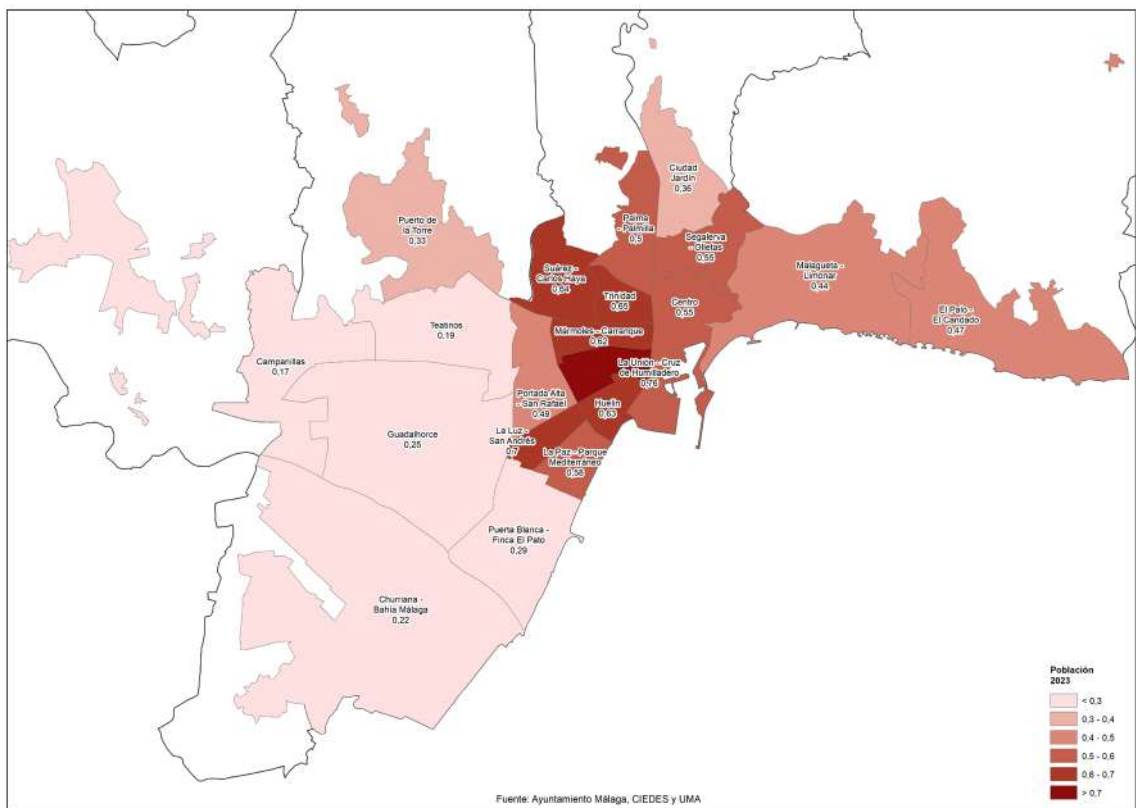 Ciudad
Jardín
0,36
Palma
- Palmilla
0,5
Puerto de
la Torre
0,33
Segalerva -
Olletas
0,55
Suárez -
Carlos Haya
0,64
Malagueta -
Limonar
0,44
Trinidad
0,65
Centro
0,55
El Palo -
El Candado
0,47
Teatinos
0,19
Mármoles - Carranque
0,62
Campanillas
0,17
La Unión - Cruz
de Humilladero
0,76
Portada Alta
- San Rafael
0,49
Huelin
0,63
Guadalhorce
0,25
La Luz -
San Andrés
0,7
La Paz - Parque
Mediterráneo
0,58
Puerta Blanca -
Finca El Pato
0,29
Churriana -
Bahía Málaga
0,22
Población
2023
< 0,3
0,3 - 0,4
0,4 - 0,5
0,5 - 0,6
0,6 - 0,7
> 0,7
Fuente: Ayuntamiento Málaga, CIEDES y UMA